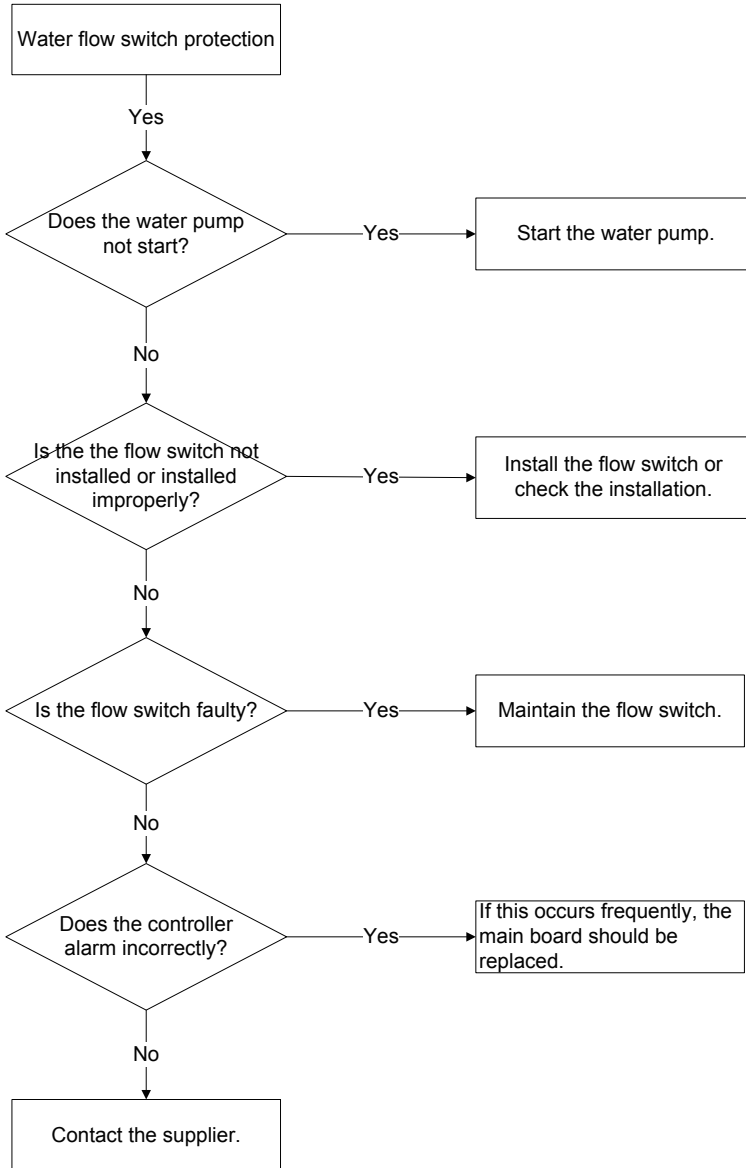 Water flow switch protection
Yes
Does the water pump
not start?
Yes
Start the water pump.
No
Is the the flow switch not
installed or installed
improperly?
Yes
Install the flow switch or
check the installation.
No
Is the flow switch faulty?
Yes
Maintain the flow switch.
No
Does the controller
alarm incorrectly?
Yes
If this occurs frequently, the
main board should be
replaced.
No
Contact the supplier.